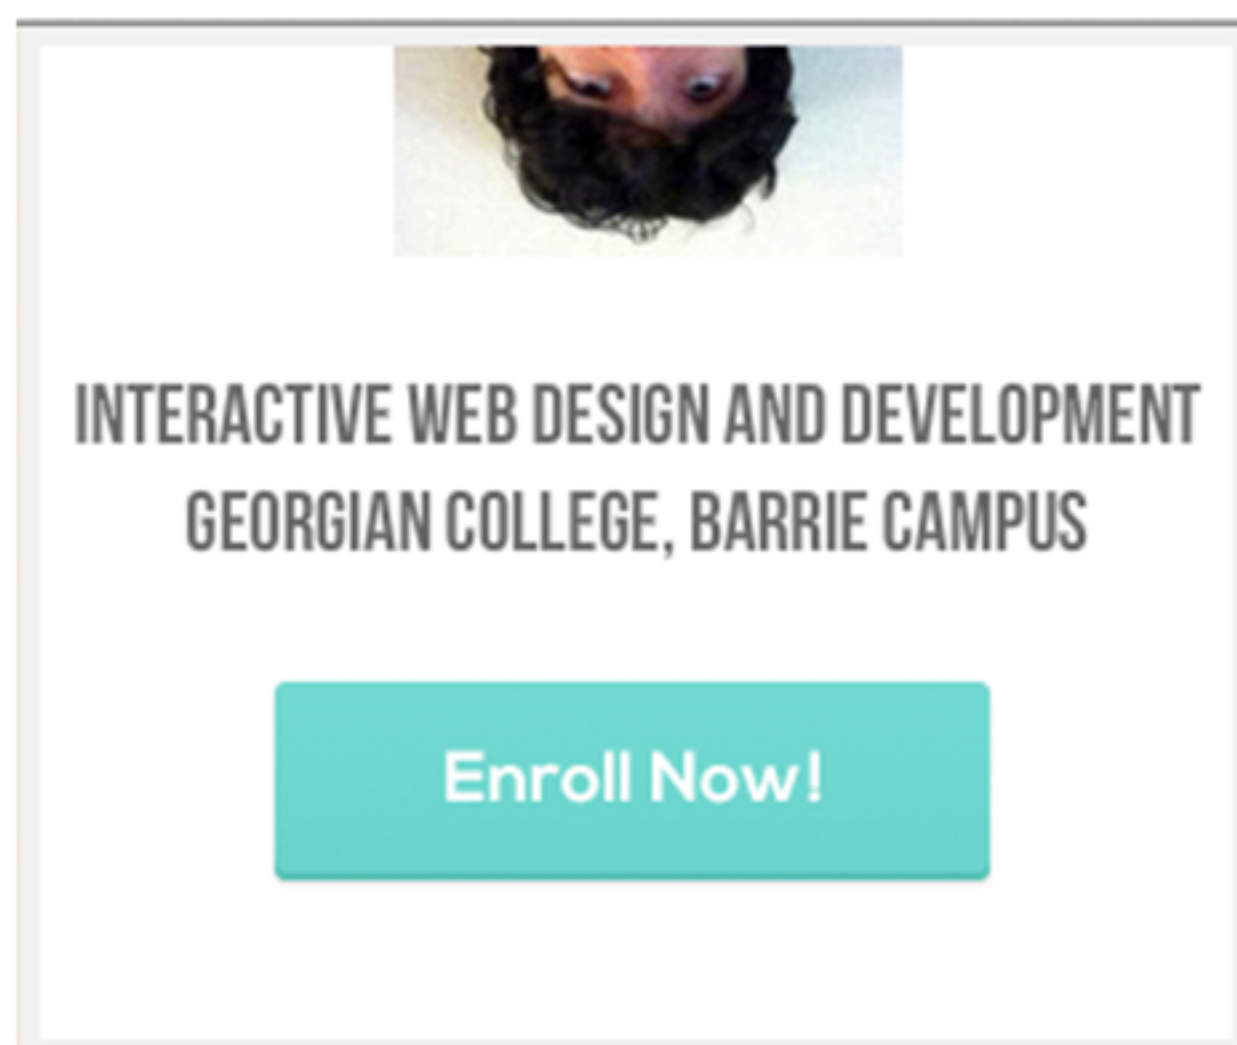 INTERACTIVE WEB DESIGN AND DEVELOPMENT
GEORGIAN COLLEGE, BARRIE CAMPUS
Enroll Now!